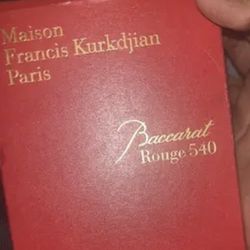 Maison
Francis Kurkdjian
Paris
Baccarat
Rouge 540